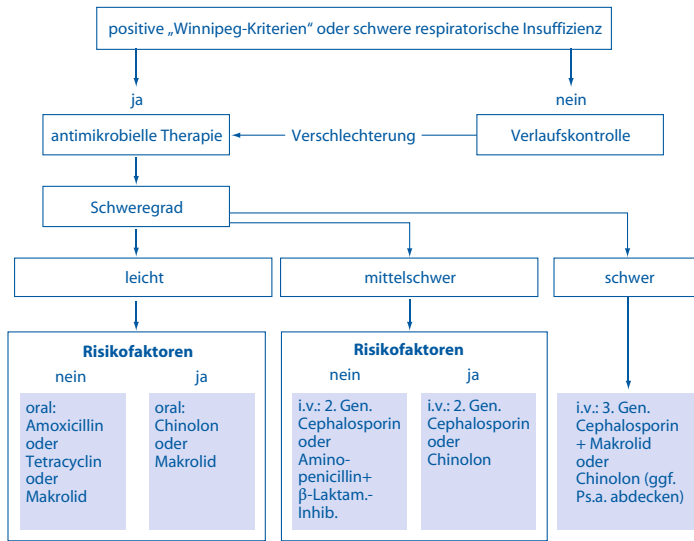 positive „Winnipeg-Kriterien“ oder schwere respiratorische Insuffizienz
ja
nein
antimikrobielle Therapie
Verschlechterung
Verlaufskontrolle
Schweregrad
leicht
mittelschwer
schwer
Risikofaktoren
nein
ja
oral:
Amoxicillin
oder
Tetracyclin
oder
Makrolid
oral:
Chinolon
oder
Makrolid
Risikofaktoren
nein
ja
i.v.: 2. Gen.
Cephalosporin
oder
Amino-
penicillin+
β-Laktam.-
Inhib.
i.v.: 2. Gen.
Cephalosporin
oder
Chinolon
i.v.: 3. Gen.
Cephalosporin
+ Makrolid
oder
Chinolon (ggf.
Ps.a. abdecken)